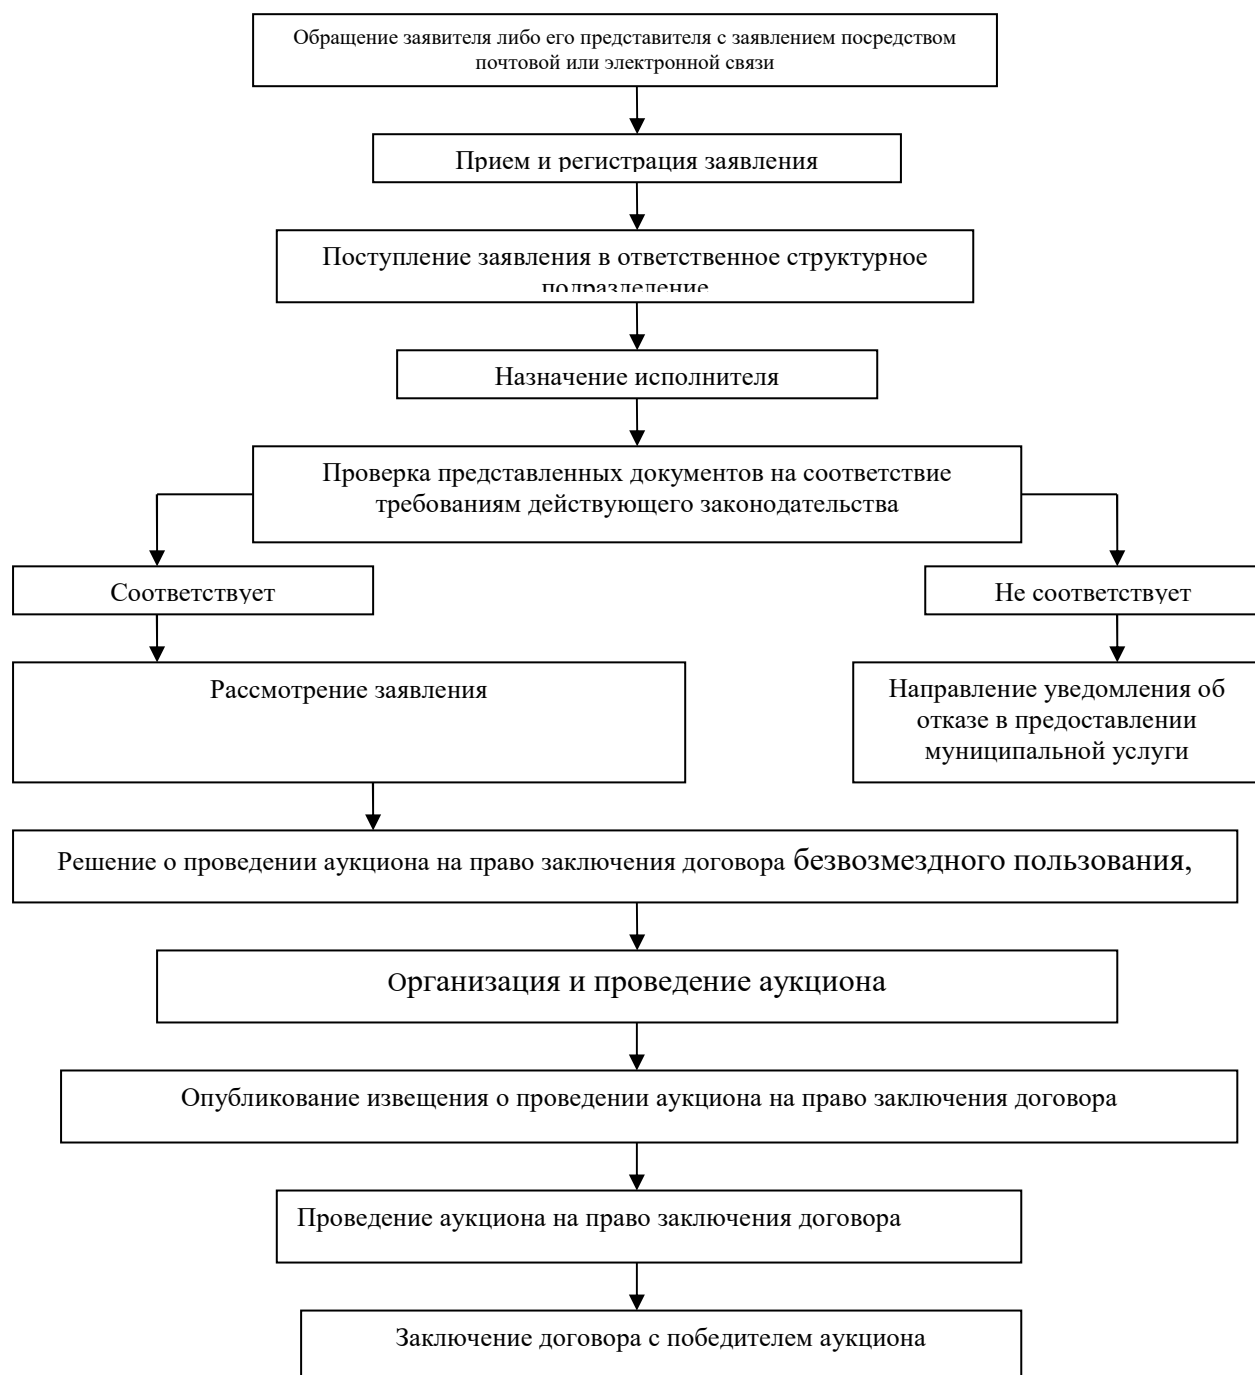 Обращение заявителя либо его представителя с заявлением посредством
почтовой или электронной связи
Прием и регистрация заявления
Поступление заявления в ответственное структурное
подразделение
Назначение исполнителя
Проверка представленных документов на соответствие
требованиям действующего законодательства
Соответствует
Не соответствует
Рассмотрение заявления
Направление уведомления об
отказе в предоставлении
муниципальной услуги
Решение о проведении аукциона на право заключения договора безвозмездного пользования,
Организация и проведение аукциона
Опубликование извещения о проведении аукциона на право заключения договора
Проведение аукциона на право заключения договора
Заключение договора с победителем аукциона